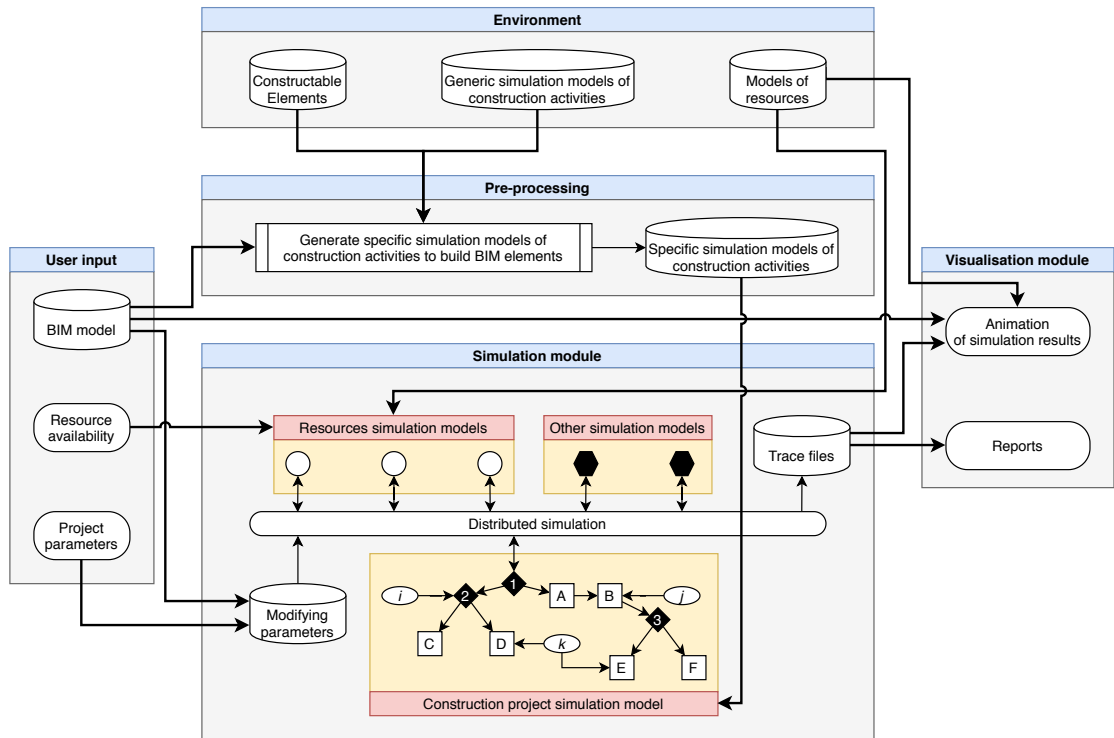 Environment
Constructable
Elements
Generic simulation models of
construction activities
Models of
resources
Pre-processing
Generate specific simulation models of
construction activities to build BIM elements
Specific simulation models of
construction activities
User input
BIM model
Resource
availability
Project
parameters
Visualisation module
Animation
of simulation results
Reports
Simulation module
Resources simulation models
Other simulation models
Trace files
Distributed simulation
Modifying
parameters
1
i
2
A
B
j
3
C
D
k
E
F
Construction project simulation model